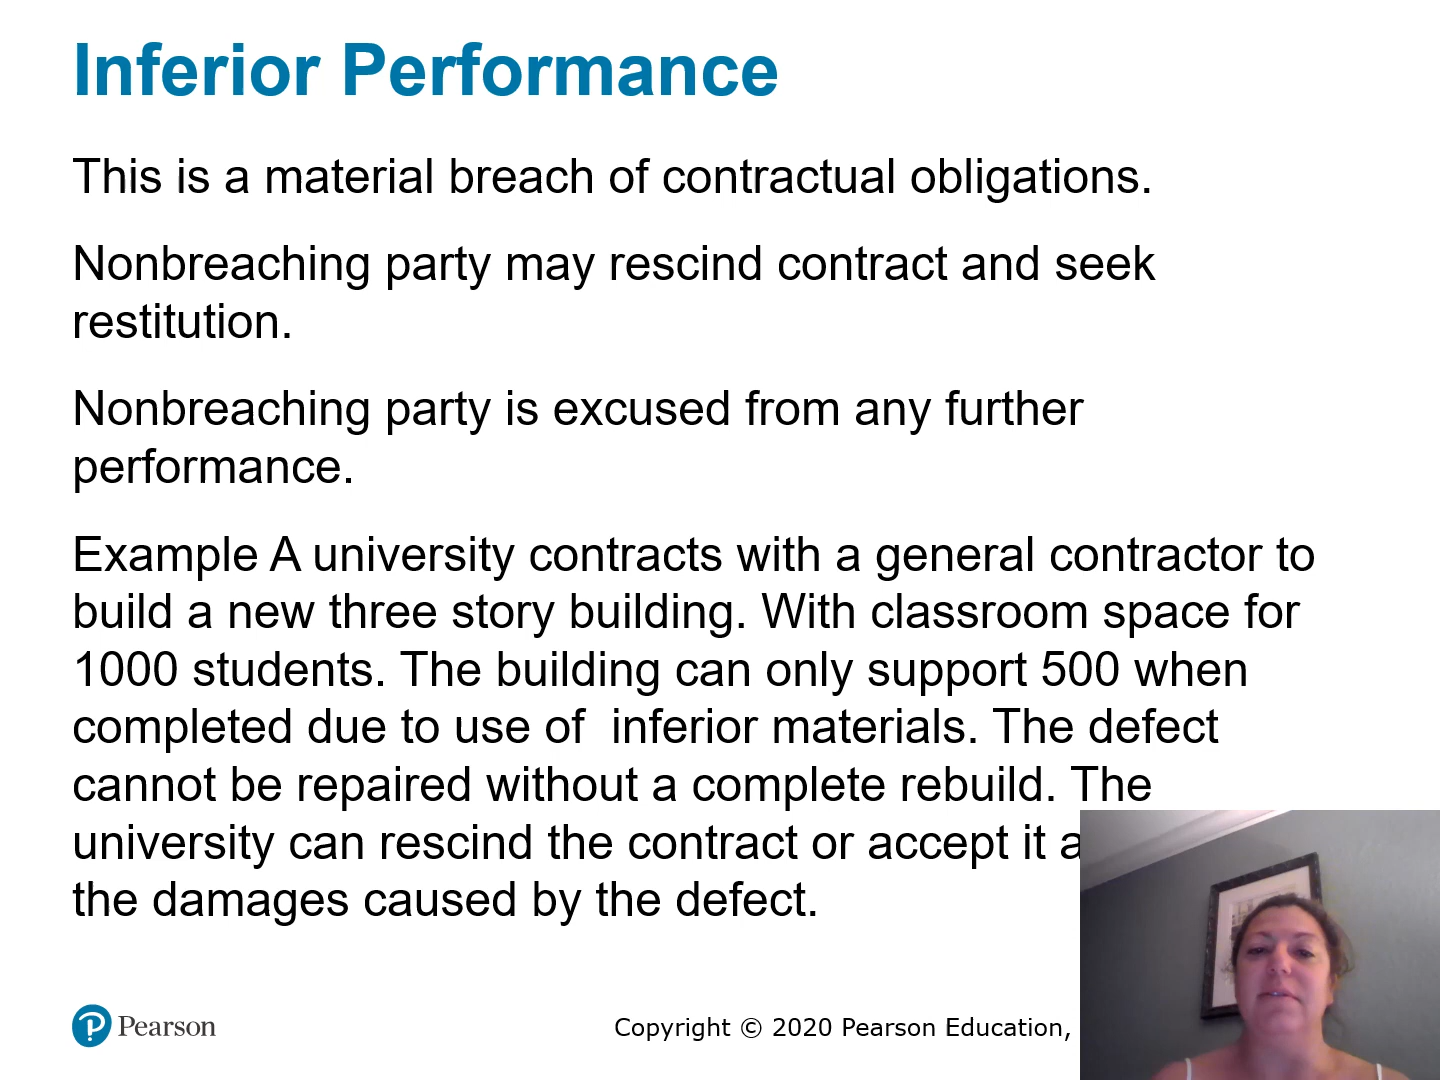 Inferior Performance
This is a material breach of contractual obligations.
Nonbreaching party may rescind contract and seek
restitution.
Nonbreaching party is excused from any further
performance.
Example A university contracts with a general contractor to
build a new three story building. With classroom space for
1000 students. The building can only support 500 when
completed due to use of  inferior materials. The defect
cannot be repaired without a complete rebuild. The
university can rescind the contract or accept it
the damages caused by the defect.
Pearson
Copyright © 2020 Pearson Education,